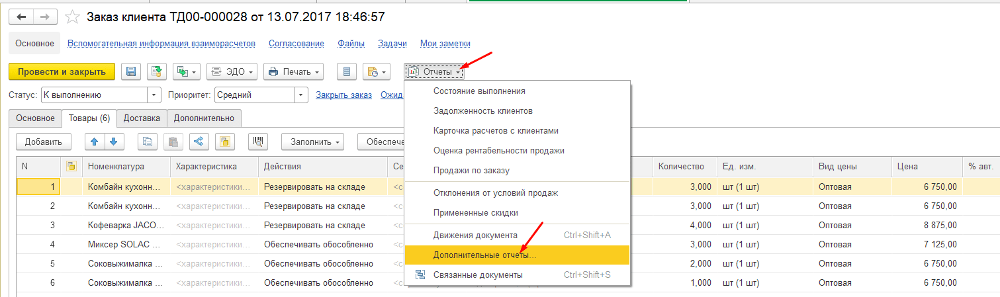 Заказ клиента ТД00-000028 от 13.07.2017 18:46:57
Основное Вспомогательная информация взаиморасчетов Согласование Файлы Задачи Мои заметки
Провести и закрыть ЭДО Печать Отчеты
Статус: К выполнению Приоритет: Средний Закрыть заказ Ожид
Основное Товары (6) Доставка Дополнительно
Добавить Заполнить Обеспече
Состояние выполнения
Задолженность клиентов
Карточка расчетов с клиентами
Оценка рентабельности продажи
Продажи по заказу
Отклонения от условий продаж
Примененные скидки
Движения документа Ctrl+Shift+A
Дополнительные отчеты...
Связанные документы Ctrl+Shift+S
N Номенклатура Характеристика Действия Се Количество Ед. изм. Вид цены Цена % авт.
1 Комбайн кухонн... <характеристики... Резервировать на складе <с 3,000 шт (1 шт) Оптовая 6 750,00
2 Комбайн кухонн... <характеристики... Резервировать на складе <с 3,000 шт (1 шт) Оптовая 6 750,00
3 Кофеварка JACO... <характеристики... Резервировать на складе <с 4,000 шт (1 шт) Оптовая 8 875,00
4 Миксер SOLAC ... <характеристики... Обеспечивать обособленно <с 3,000 шт (1 шт) Оптовая 7 125,00
5 Соковыжималка ... <характеристики... Обеспечивать обособленно <с 2,000 шт (1 шт) Оптовая 6 750,00
6 Соковыжималка ... <характеристики... Обеспечивать обособленно 1,000 шт (1 шт) Оптовая 6 750,00